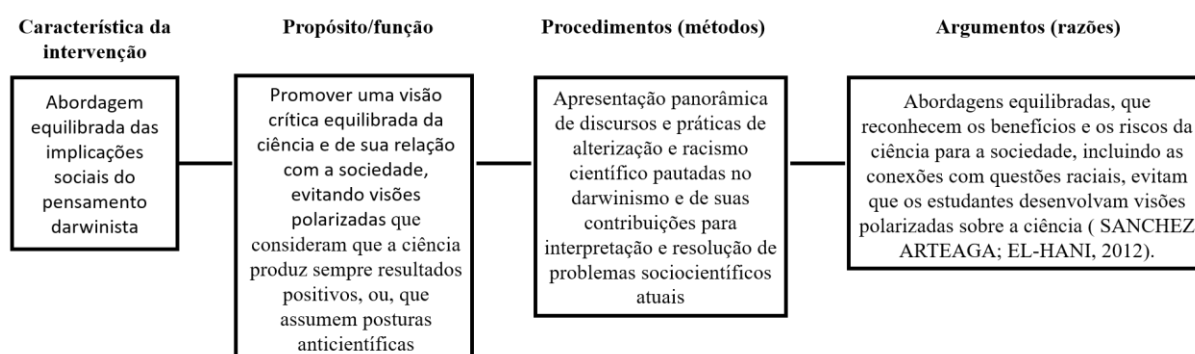 Característica da
intervenção
Propósito/função
Procedimentos (métodos)
Argumentos (razões)
Abordagem
equilibrada das
implicações
sociais do
pensamento
darwinista
Promover uma visão
crítica equilibrada da
ciência e de sua relação
com a sociedade,
evitando visões
polarizadas que
consideram que a ciência
produz sempre resultados
positivos, ou, que
assumem posturas
anticientíficas
Apresentação panorâmica
de discursos e práticas de
alterização e racismo
científico pautadas no
darwinismo e de suas
contribuições para
interpretação e resolução de
problemas sociocientíficos
atuais
Abordagens equilibradas, que
reconhecem os benefícios e os riscos da
ciência para a sociedade, incluindo as
conexões com questões raciais, evitam
que os estudantes desenvolvam visões
polarizadas sobre a ciência ( SANCHEZ
ARTEAGA; EL-HANI, 2012).